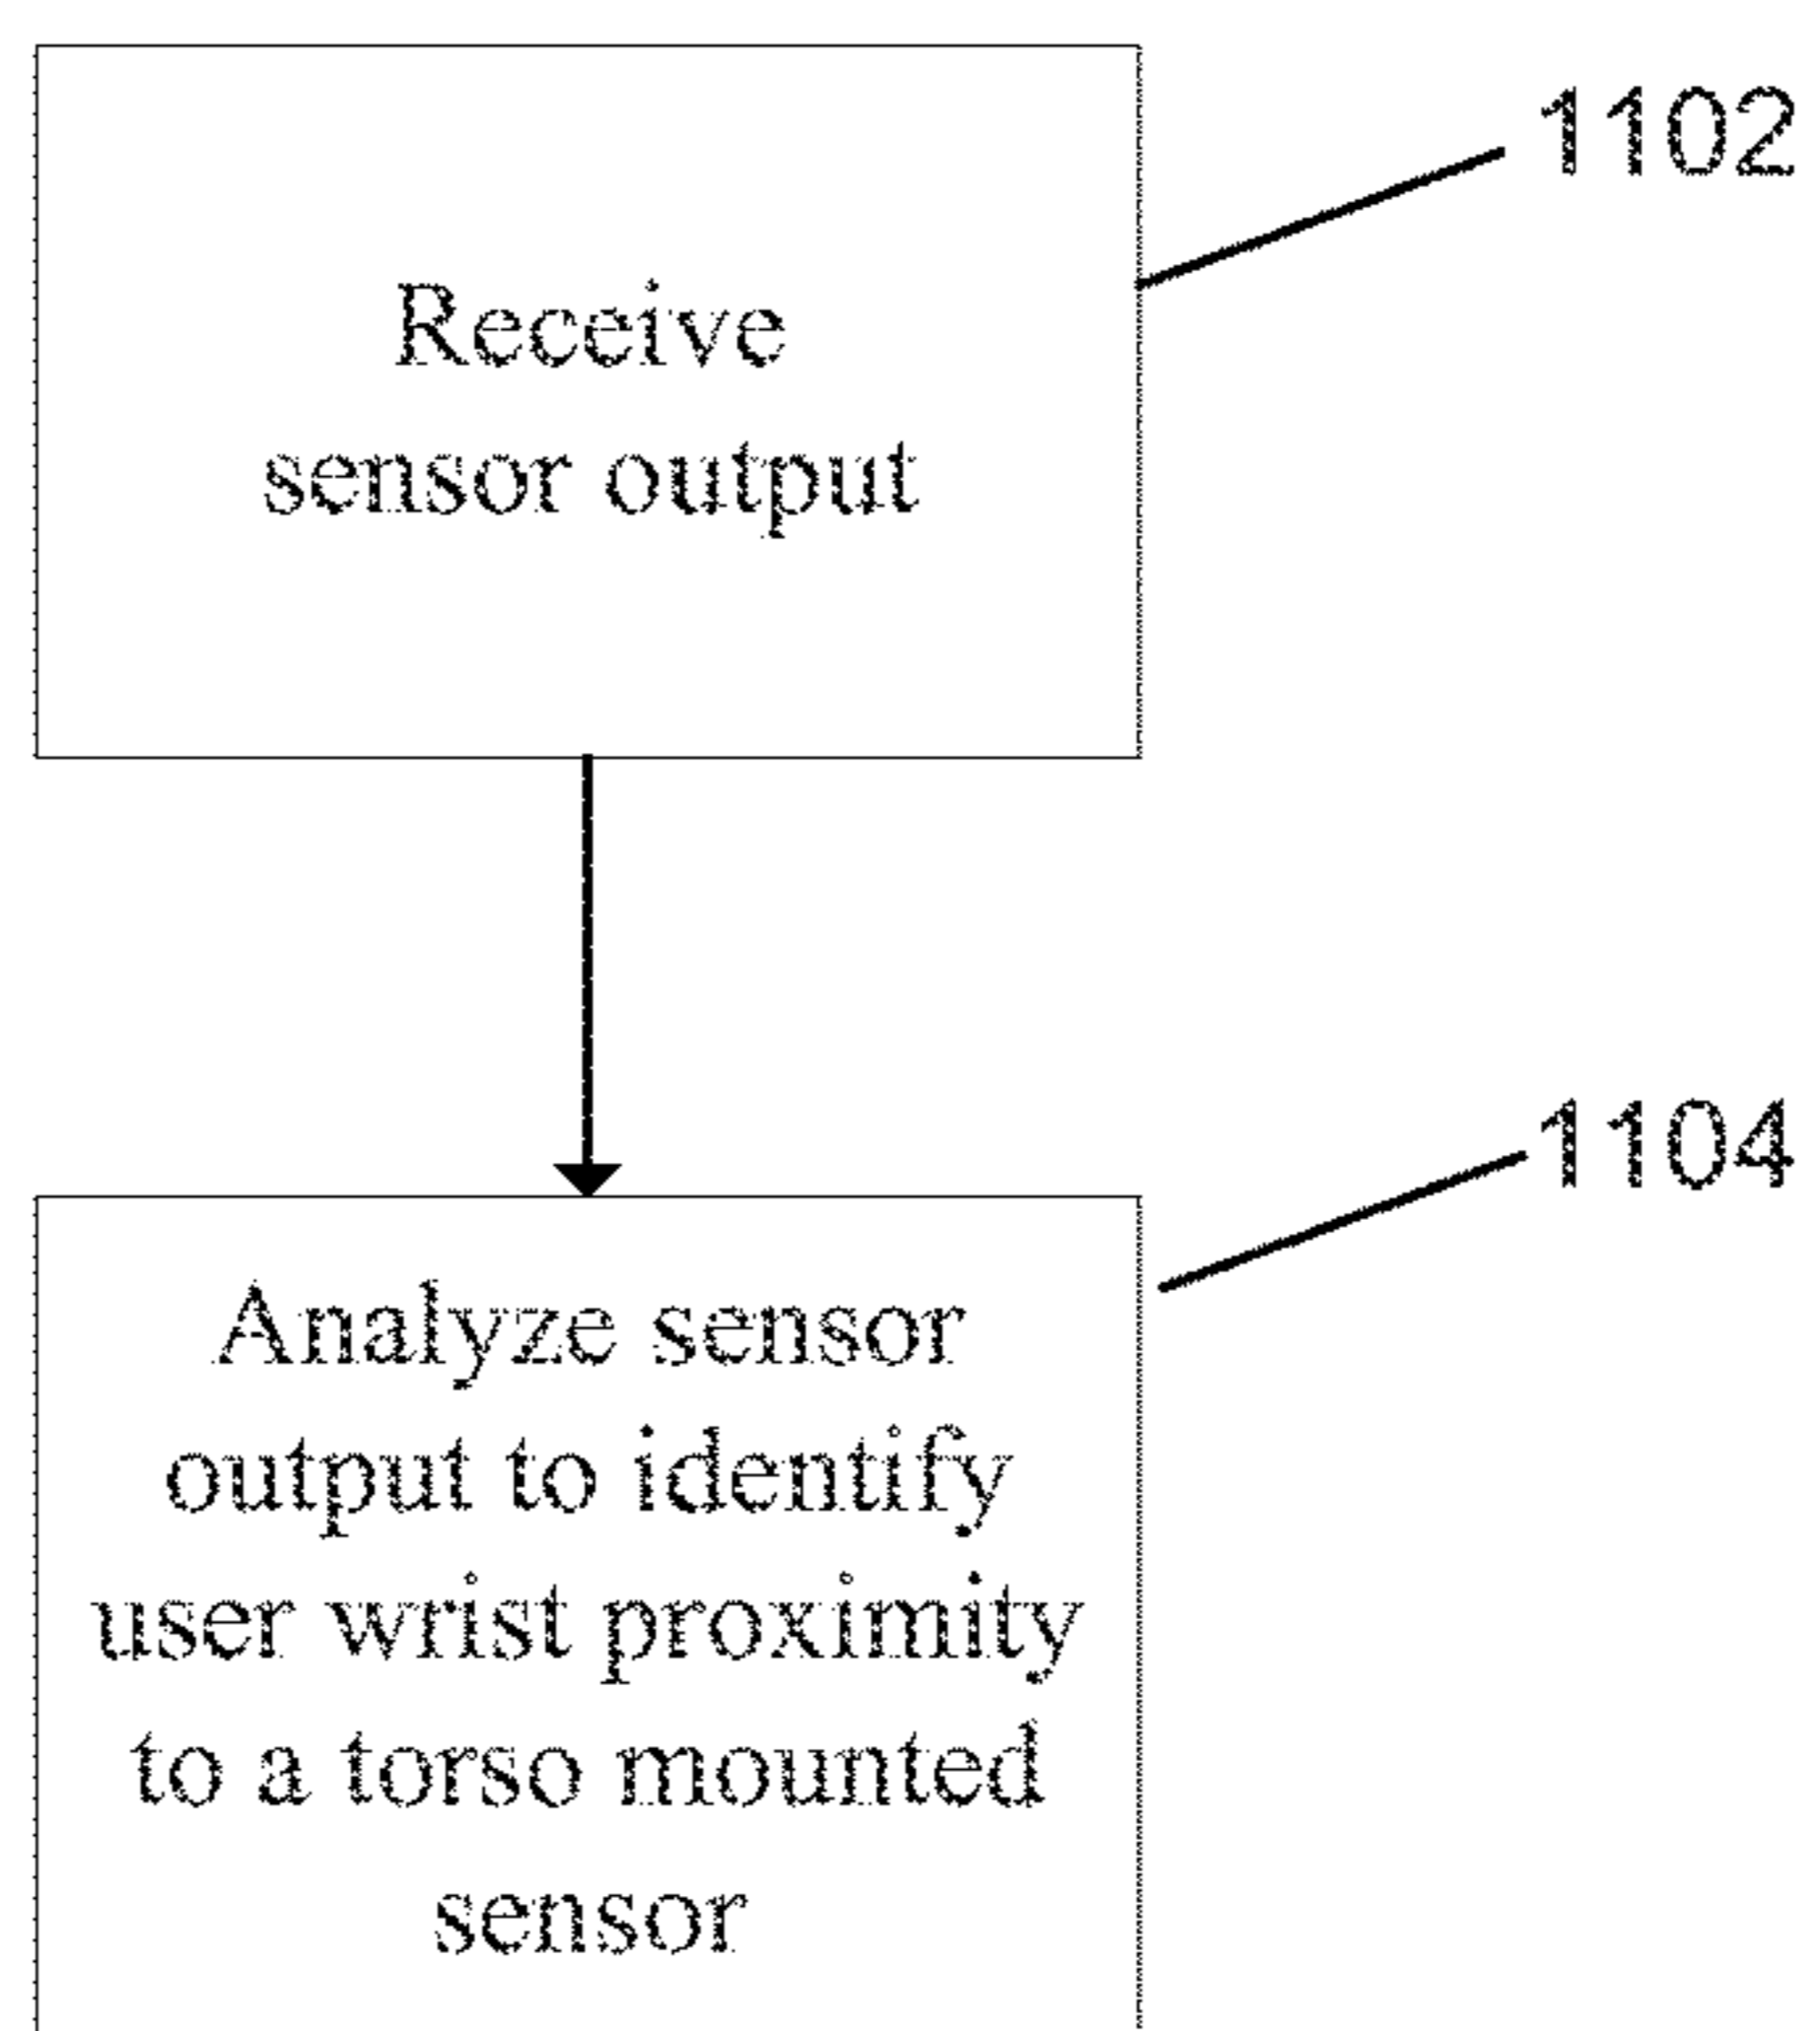 1102
Receive
sensor output
1104
Analyze sensor
output to identify
user wrist proximity
to a torso mounted
sensor